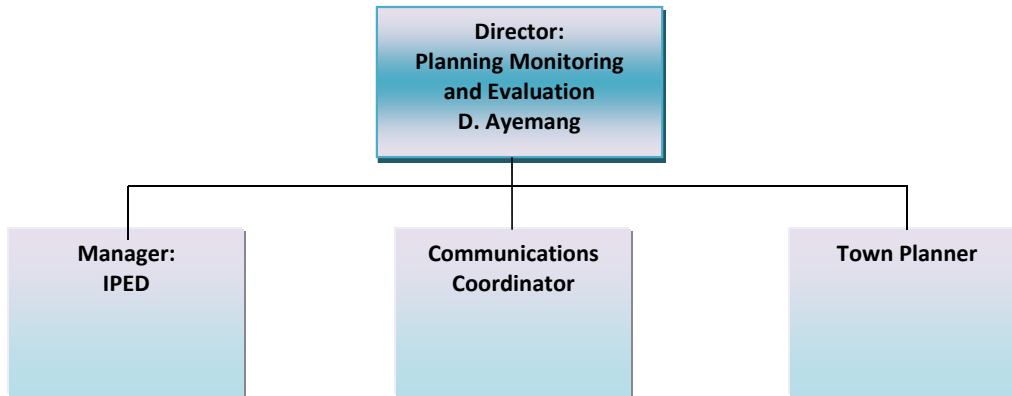 Director:
Planning Monitoring
and Evaluation
D. Ayemang
Manager:
IPED
Communications
Coordinator
Town Planner